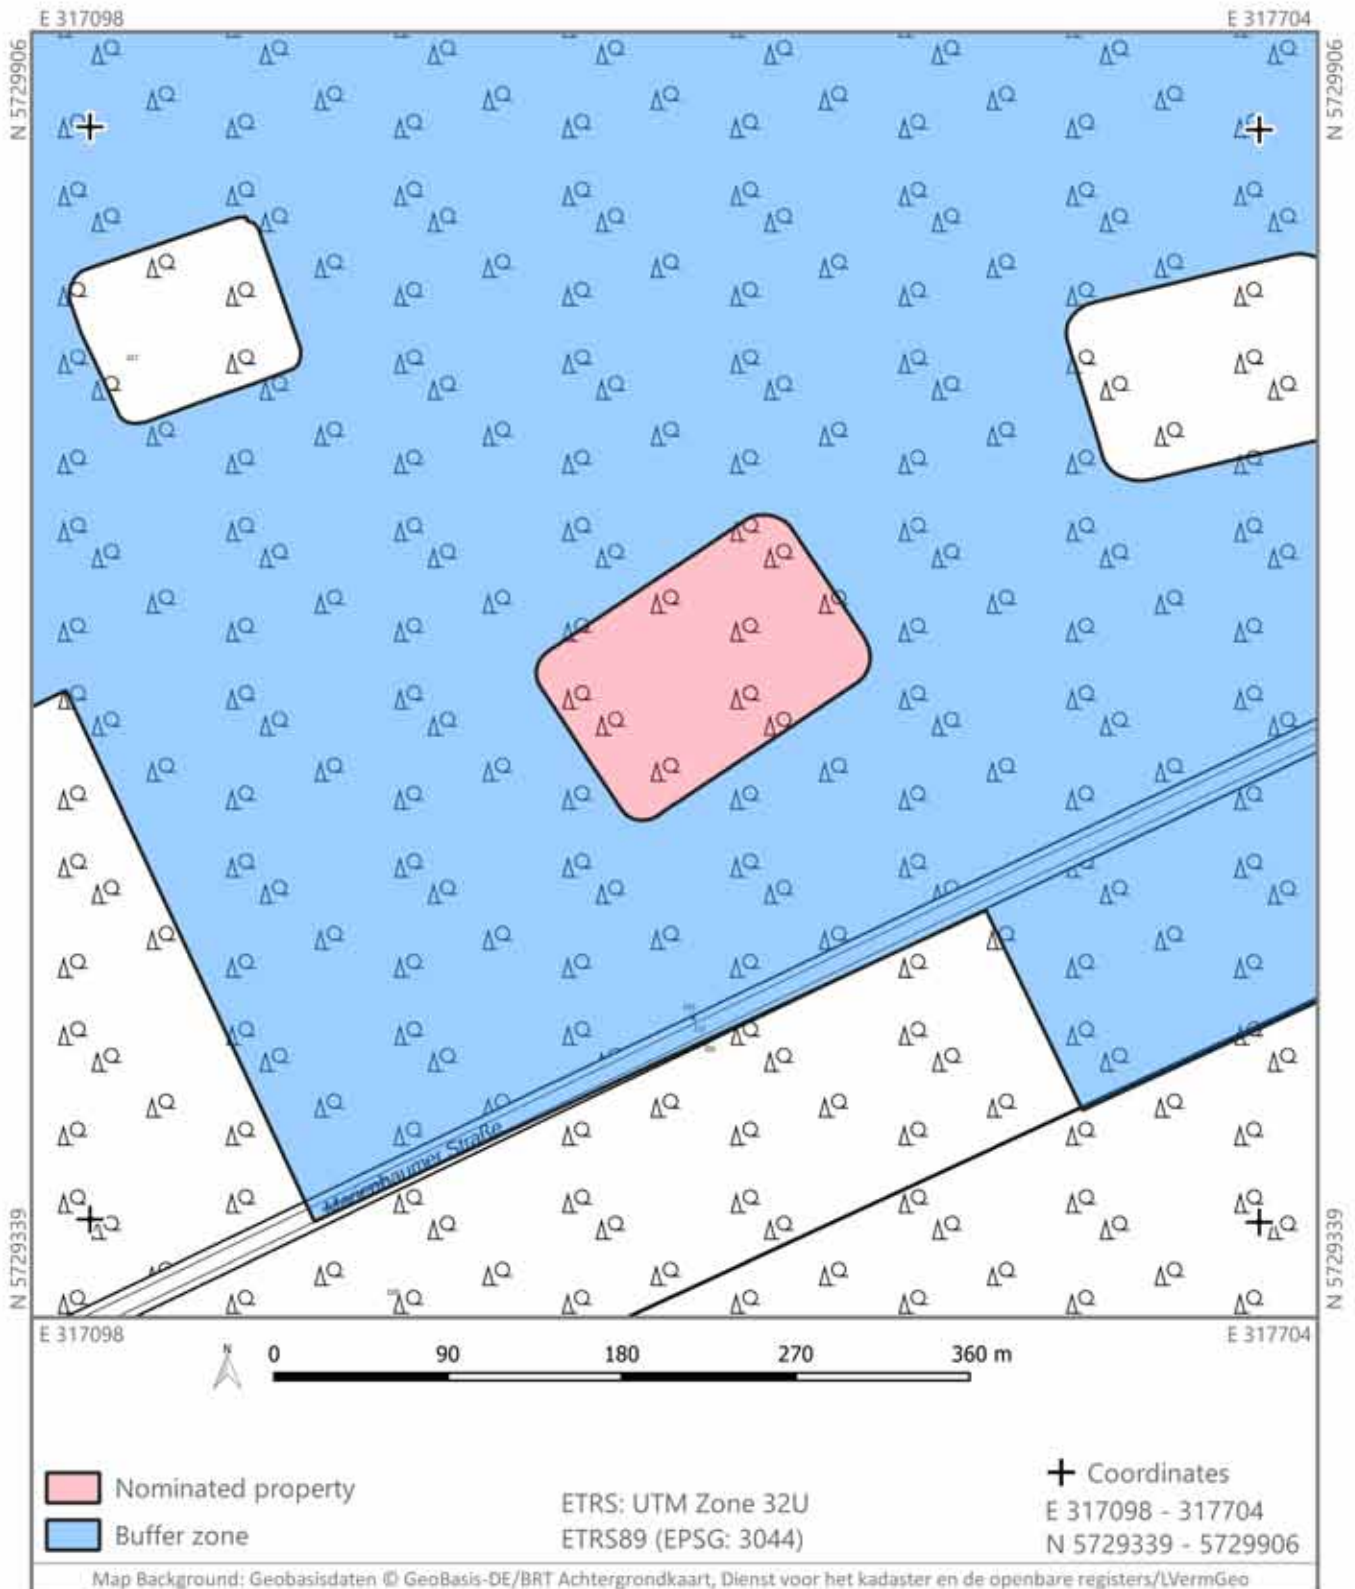 E 317098
E 317704
N 5729906
N 5729906
Marienbaumer Straße
N 5729339
N 5729339
E 317098
E 317704
N
0 90 180 270 360 m
Nominated property
Buffer zone
ETRS: UTM Zone 32U
ETRS89 (EPSG: 3044)
Coordinates
E 317098 - 317704
N 5729339 - 5729906
Map Background: Geobasisdaten © GeoBasis-DE/BRT Achtergrondkaart, Dienst voor het kadaster en de openbare registers/LVermGeo